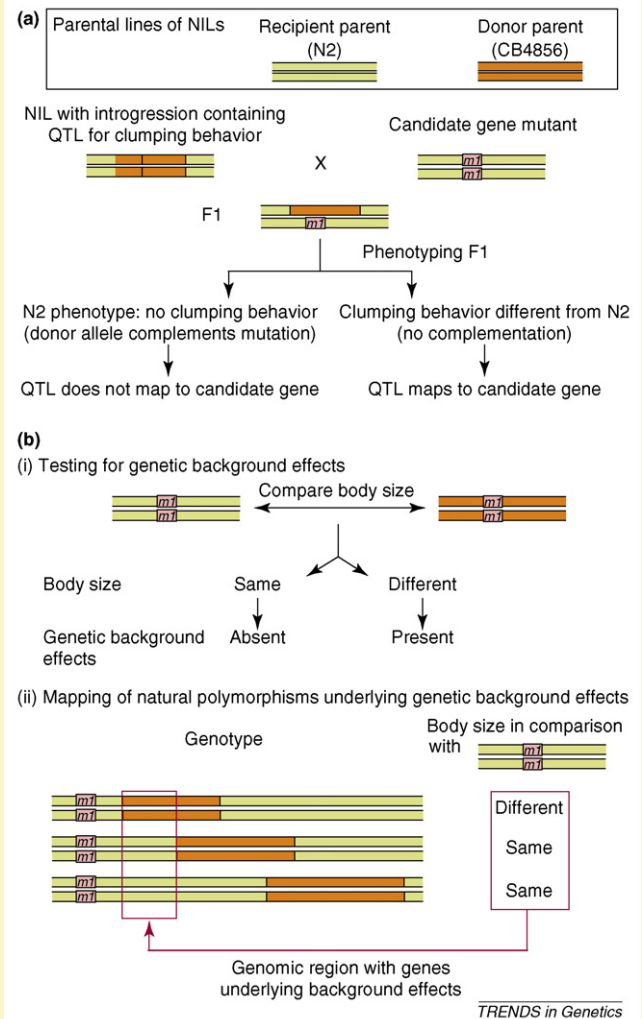 (a)
Parental lines of NILs
Recipient parent
(N2)
Donor parent
(CB4856)
NIL with introgression containing
QTL for clumping behavior
Candidate gene mutant
X
m1
m1
F1
m1
Phenotyping F1
N2 phenotype: no clumping behavior
(donor allele complements mutation)
Clumping behavior different from N2
(no complementation)
QTL does not map to candidate gene
QTL maps to candidate gene
(b)
(i) Testing for genetic background effects
m1
m1
Compare body size
m1
m1
Body size
Same
Different
Genetic background
effects
Absent
Present
(ii) Mapping of natural polymorphisms underlying genetic background effects
Genotype
Body size in comparison
with
m1
m1
m1
m1
Different
m1
m1
Same
m1
m1
Same
Genomic region with genes
underlying background effects
TRENDS in Genetics